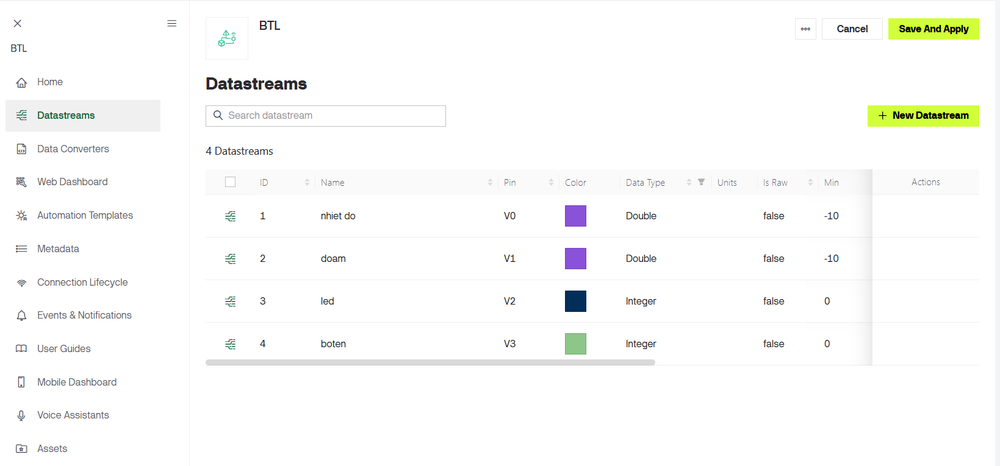 BTL
Home
Datastreams
Data Converters
Web Dashboard
Automation Templates
Metadata
Connection Lifecycle
Events & Notifications
User Guides
Mobile Dashboard
Voice Assistants
Assets
BTL
Cancel
Save And Apply
Datastreams
Search datastream
New Datastream
4 Datastreams
ID Name Pin Color Data Type Units Is Raw Min Actions
1 nhiet do V0 Double false -10
2 doam V1 Double false -10
3 led V2 Integer false 0
4 boten V3 Integer false 0